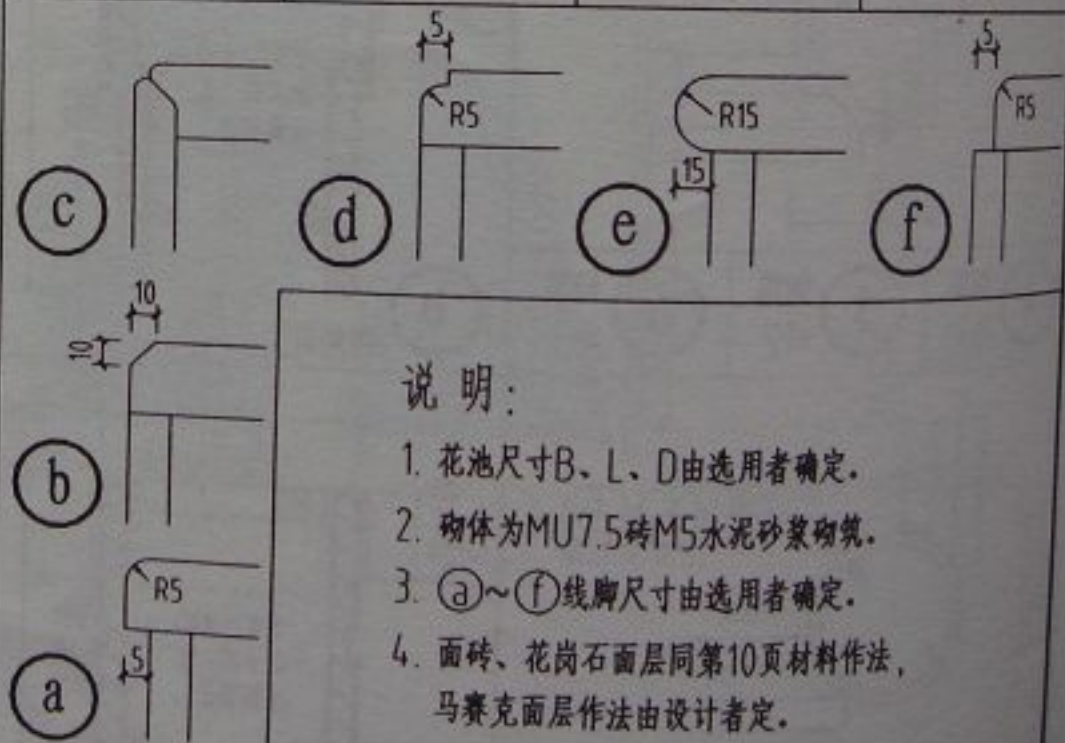 5
5
R5
R15
R5
15
c
d
e
f
10
10
b
R5
5
a
说 明:
1. 花池尺寸B、L、D由选用者确定.
2. 砌体为MU7.5砖M5水泥砂浆砌筑.
3. ⓐ~ⓕ线脚尺寸由选用者确定.
4. 面砖、花岗石面层同第10页材料作法,
马赛克面层作法由设计者定.